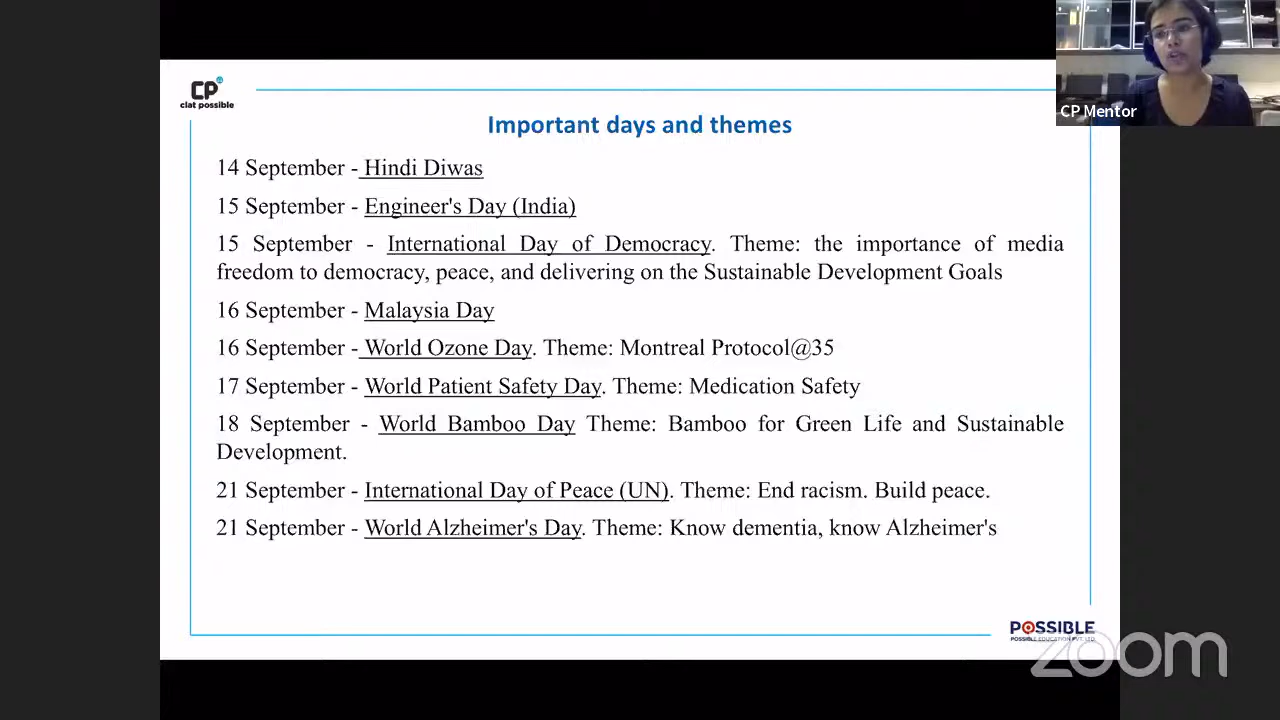 CP
clat possible
CP Mentor
Important days and themes
14 September - Hindi Diwas
15 September - Engineer's Day (India)
15 September - International Day of Democracy. Theme: the importance of media
freedom to democracy, peace, and delivering on the Sustainable Development Goals
16 September - Malaysia Day
16 September - World Ozone Day. Theme: Montreal Protocol@35
17 September - World Patient Safety Day. Theme: Medication Safety
18 September - World Bamboo Day Theme: Bamboo for Green Life and Sustainable
Development.
21 September - International Day of Peace (UN). Theme: End racism. Build peace.
21 September - World Alzheimer's Day. Theme: Know dementia, know Alzheimer's
POSSIBLE
POSSIBLE EDUCATION PVT. LTD.
zoom